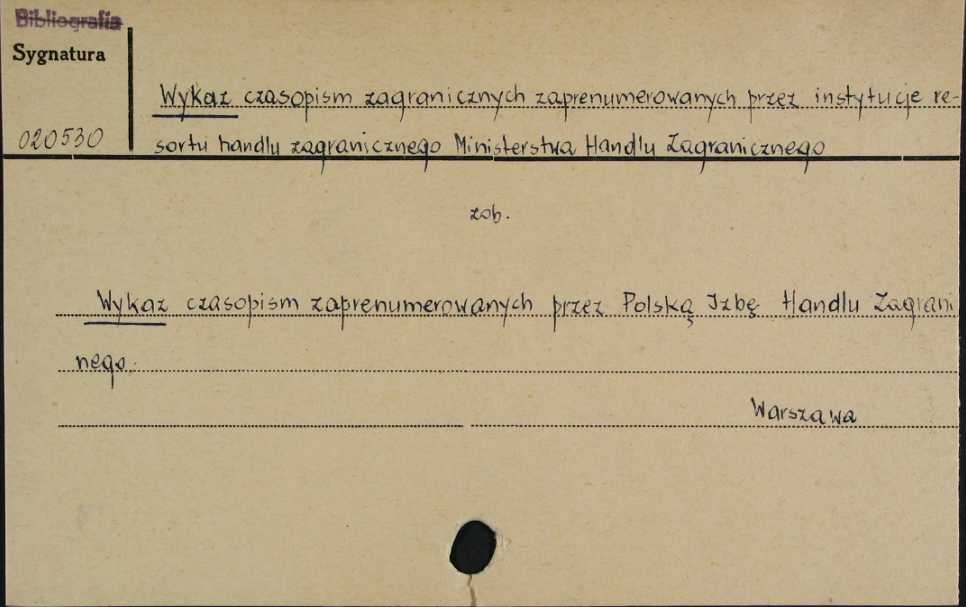 Bibliografia
Sygnatura
Wykaz czasopism zagranicznych zaprenumerowanych przez instytucje re-
020530
sortu handlu zagranicznego Ministerstwa Handlu Zagranicznego
zob.
Wykaz czasopism zaprenumerowanych przez Polską Izbę Handlu Zagrani
nego.
Warszawa